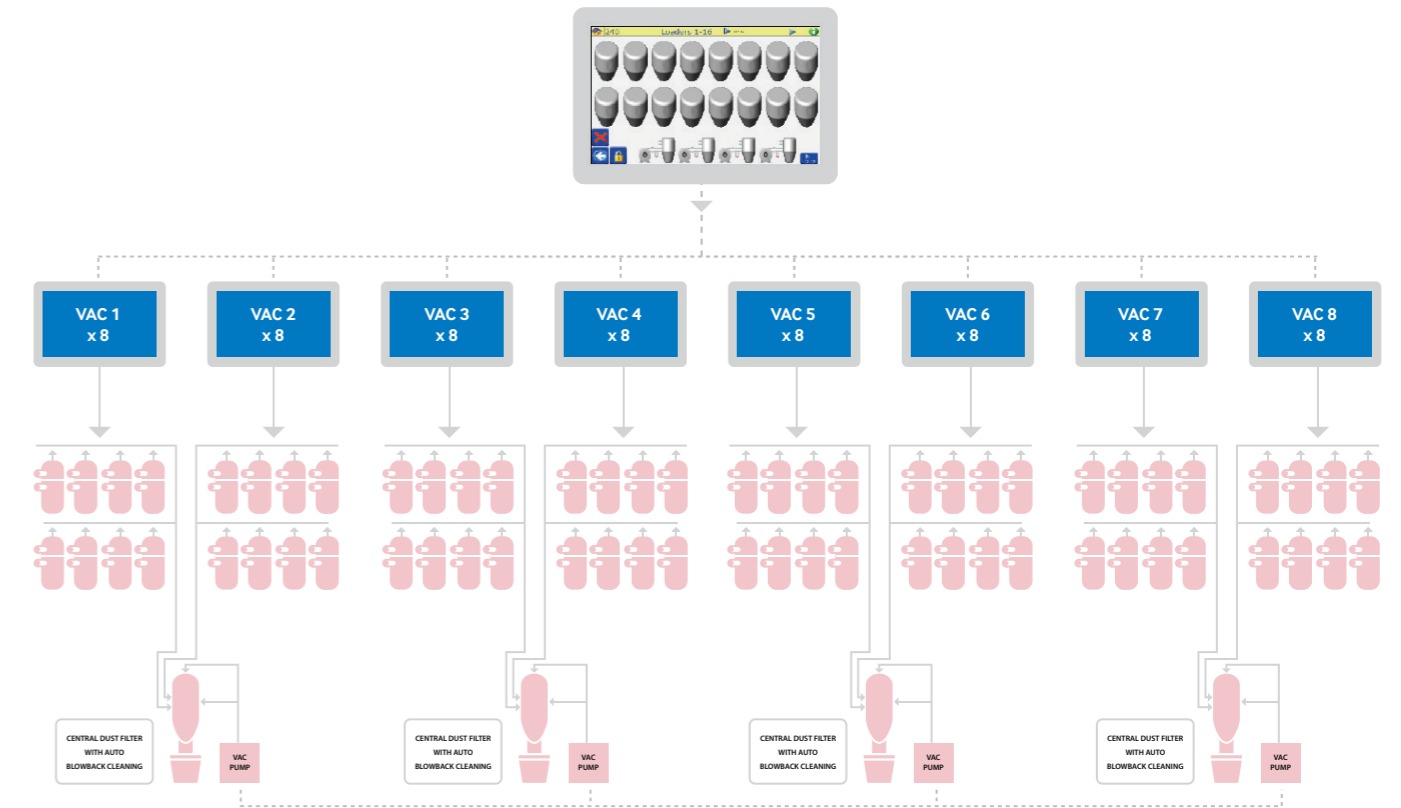 Loaders 1-16
VAC 1
x 8
VAC 2
x 8
VAC 3
x 8
VAC 4
x 8
VAC 5
x 8
VAC 6
x 8
VAC 7
x 8
VAC 8
x 8
CENTRAL DUST FILTER
WITH AUTO
BLOWBACK CLEANING
VAC
PUMP
CENTRAL DUST FILTER
WITH AUTO
BLOWBACK CLEANING
VAC
PUMP
CENTRAL DUST FILTER
WITH AUTO
BLOWBACK CLEANING
VAC
PUMP
CENTRAL DUST FILTER
WITH AUTO
BLOWBACK CLEANING
VAC
PUMP